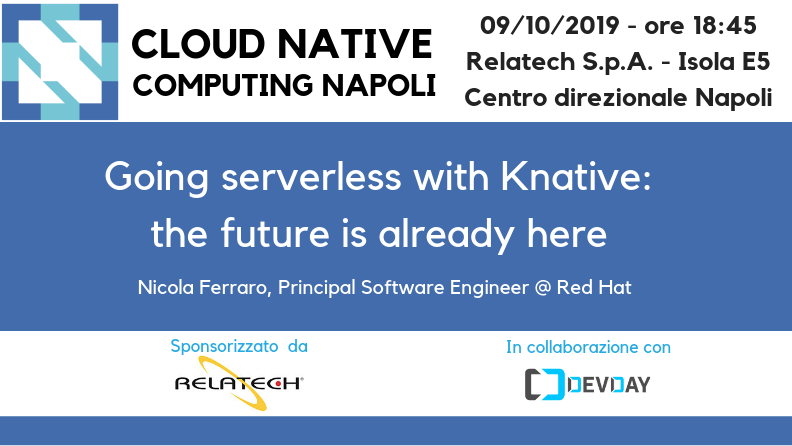 CLOUD NATIVE
COMPUTING NAPOLI
09/10/2019 - ore 18:45
Relatech S.p.A. - Isola E5
Centro direzionale Napoli
Going serverless with Knative:
the future is already here
Nicola Ferraro, Principal Software Engineer @ Red Hat
Sponsorizzato da
RELATECH®
In collaborazione con
DEVDAY